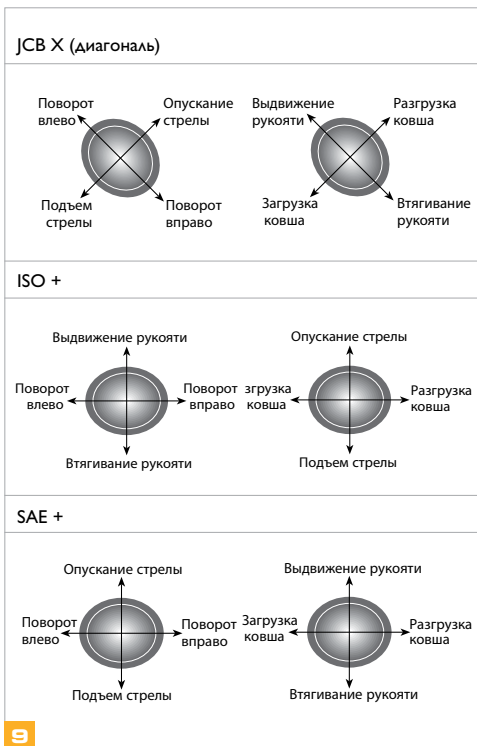 JCB X (диагональ)
Поворот
влево
Опускание
стрелы
Подъем
стрелы
Поворот
вправо
Выдвижение
рукояти
Разгрузка
ковша
Загрузка
ковша
Втягивание
рукояти
ISO +
Выдвижение рукояти
Поворот
влево
Поворот
вправо
Втягивание рукояти
Опускание стрелы
згрузка
ковша
Разгрузка
ковша
Подъем стрелы
SAE +
Опускание стрелы
Поворот
влево
Поворот
вправо
Подъем стрелы
Выдвижение рукояти
Загрузка
ковша
Разгрузка
ковша
Втягивание рукояти
9